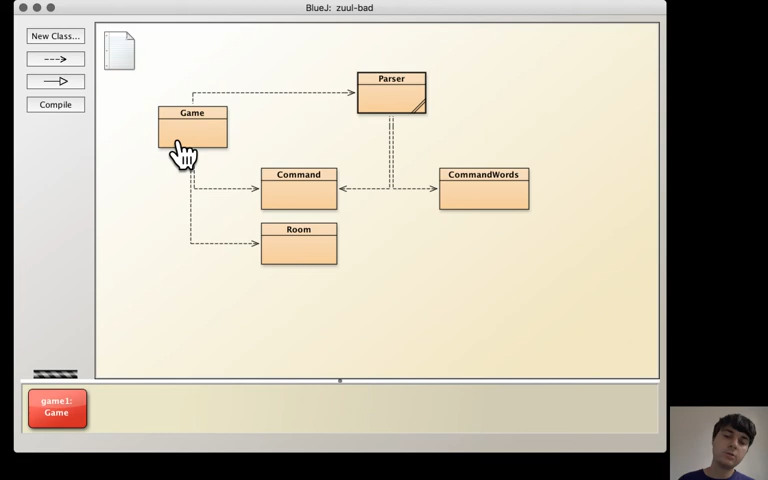 BlueJ: zuul-bad
New Class...
Compile
Parser
Game
Command
CommandWords
Room
game1:
Game